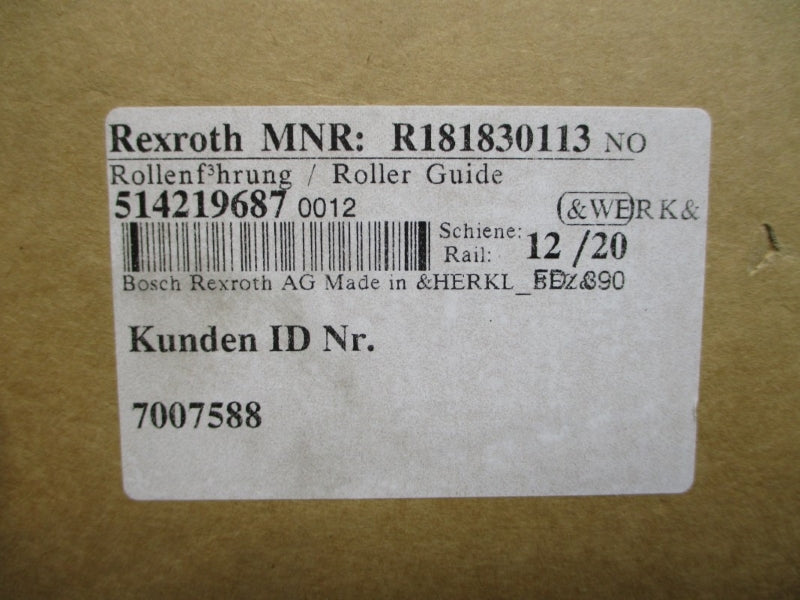 Rexroth MNR: R181830113 NO
Rollenf³hrung / Roller Guide
514219687 0012 (&WE)RK&
Schiene:
Rail: 12 /20
Bosch Rexroth AG Made in &HERKL_
Kunden ID Nr.
7007588